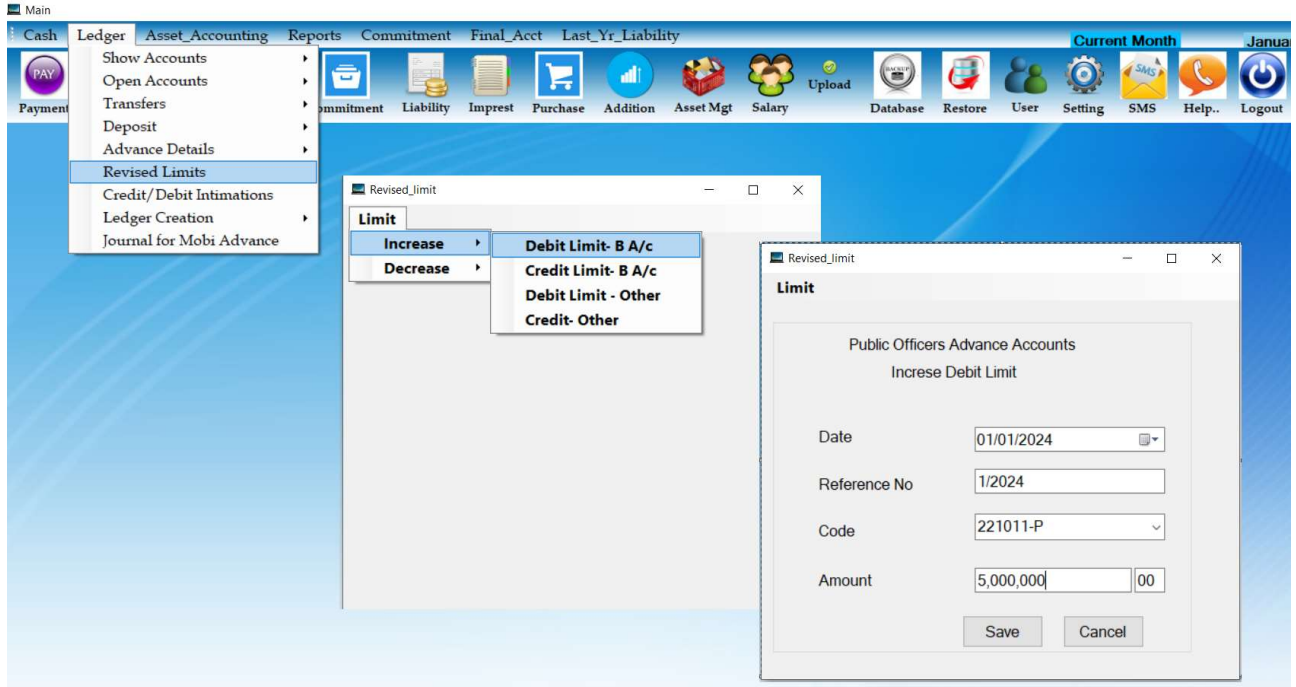 Main
Cash Ledger Asset_Accounting Reports Commitment Final_Acct Last_Yr_Liability
Current Month
Januar
PAY
BACKUP
SMS
Upload
Payment
ommitment Liability Imprest Purchase Addition Asset Mgt Salary Database Restore User Setting SMS Help.. Logout
Show Accounts
Open Accounts
Transfers
Deposit
Advance Details
Revised Limits
Credit/Debit Intimations
Ledger Creation
Journal for Mobi Advance
Revised_limit
Limit
Increase
Decrease
Debit Limit- B A/c
Credit Limit- B A/c
Debit Limit - Other
Credit- Other
Revised_limit
Limit
Public Officers Advance Accounts
Increse Debit Limit
Date 01/01/2024
Reference No 1/2024
Code 221011-P
Amount 5,000,000 00
Save Cancel